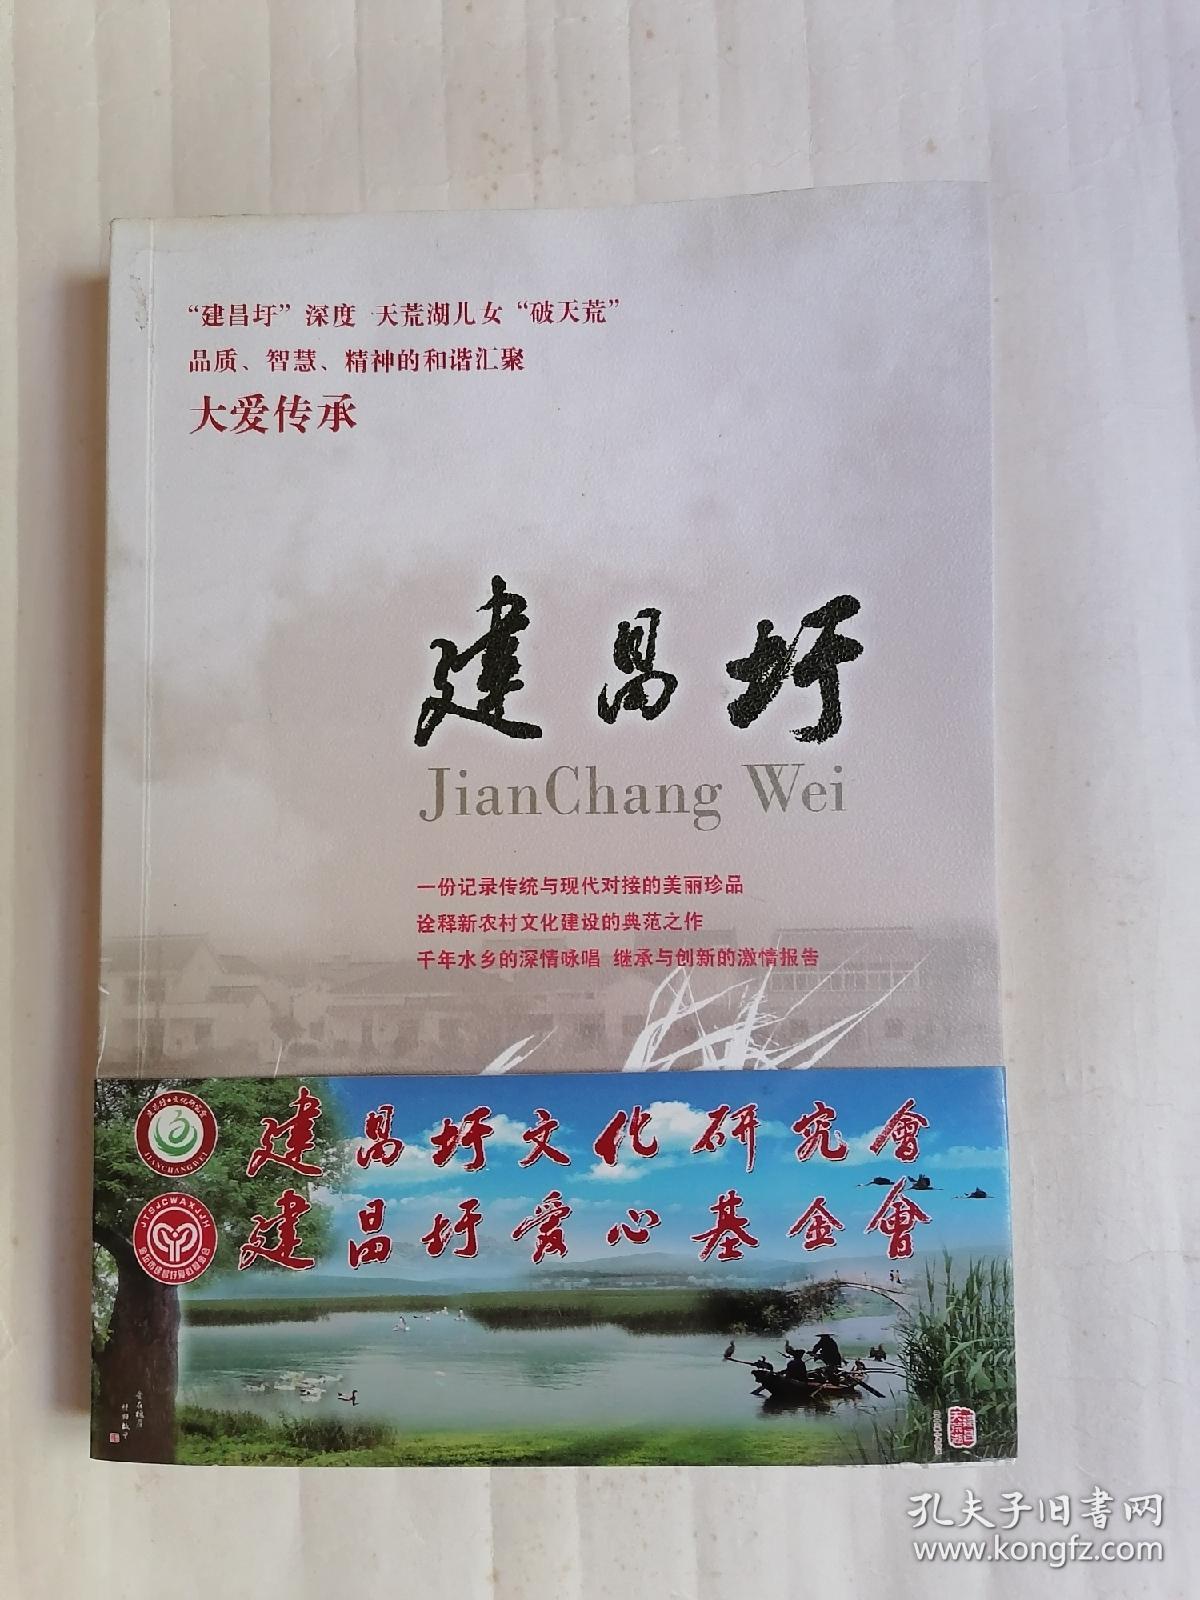 “建昌圩”深度 天荒湖儿女“破天荒”
品质、智慧、精神的和谐汇聚
大爱传承
建昌圩
JianChang Wei
一份记录传统与现代对接的美丽珍品
诠释新农村文化建设的典范之作
千年水乡的深情咏唱 继承与创新的激情报告
建昌圩文化研究會
建昌圩爱心基金會
JIANCHANGWEI
JTSJCWAXJJH
孔夫子旧书网
www.kongfz.com